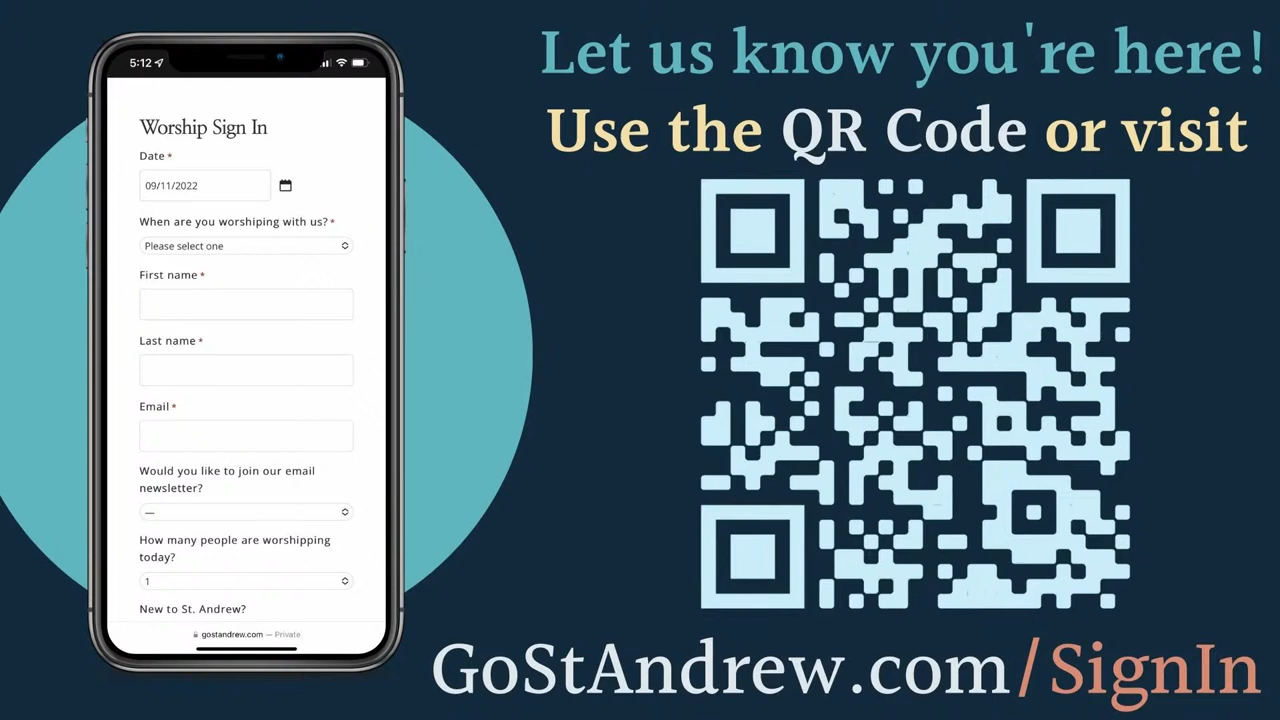 5:12
Worship Sign In
Date *
09/11/2022
When are you worshiping with us? *
Please select one
First name *
Last name *
Email *
Would you like to join our email
newsletter?
—
How many people are worshipping
today?
1
New to St. Andrew?
gostandrew.com — Private
Let us know you're here!
Use the QR Code or visit
GoStAndrew.com/SignIn